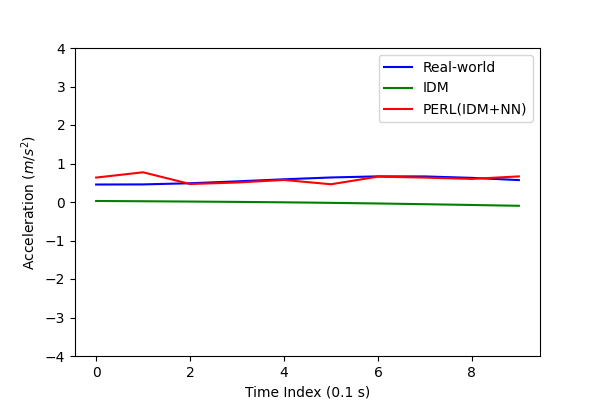 4
3
2
1
0
−1
−2
−3
−4
Acceleration (m/s²)
Real-world
IDM
PERL(IDM+NN)
0 2 4 6 8
Time Index (0.1 s)